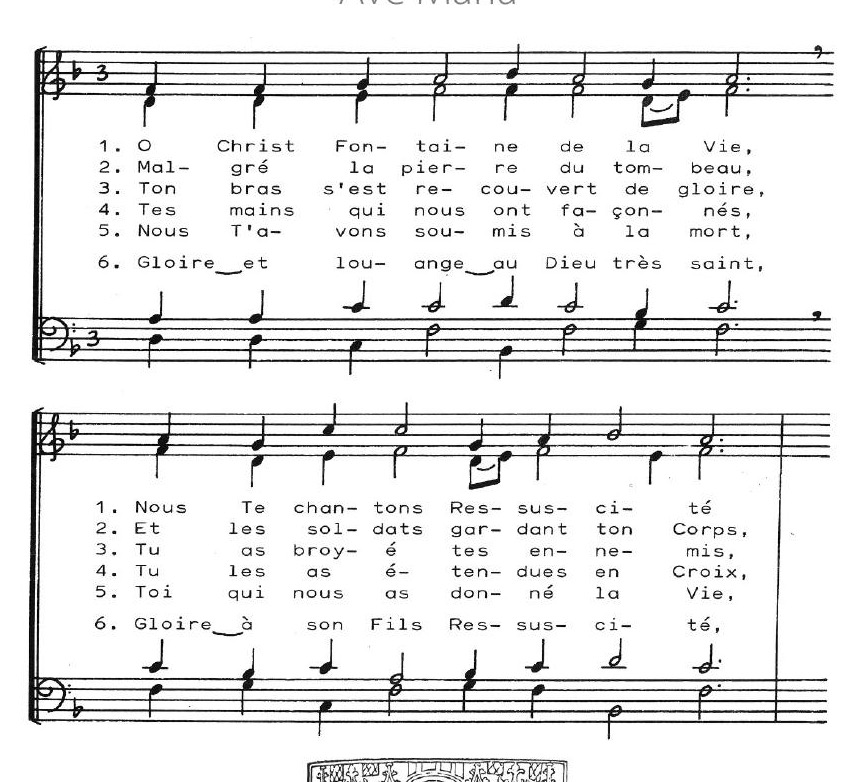 Ave Maria
3
1. O Christ Fon- tai- ne de la Vie,
2. Mal- gré la pier- re du tom- beau,
3. Ton bras s'est re- cou- vert de gloire,
4. Tes mains qui nous ont fa- çon- nés,
5. Nous T'a- vons sou- mis à la mort,
6. Gloire et lou- ange au Dieu très saint,
3
1. Nous Te chan- tons Res- sus- ci- té
2. Et les sol- dats gar- dant ton Corps,
3. Tu as broy- é tes en- ne- mis,
4. Tu les as é- ten- dues en Croix,
5. Toi qui nous as don- né la Vie,
6. Gloire à son Fils Res- sus- ci- té,